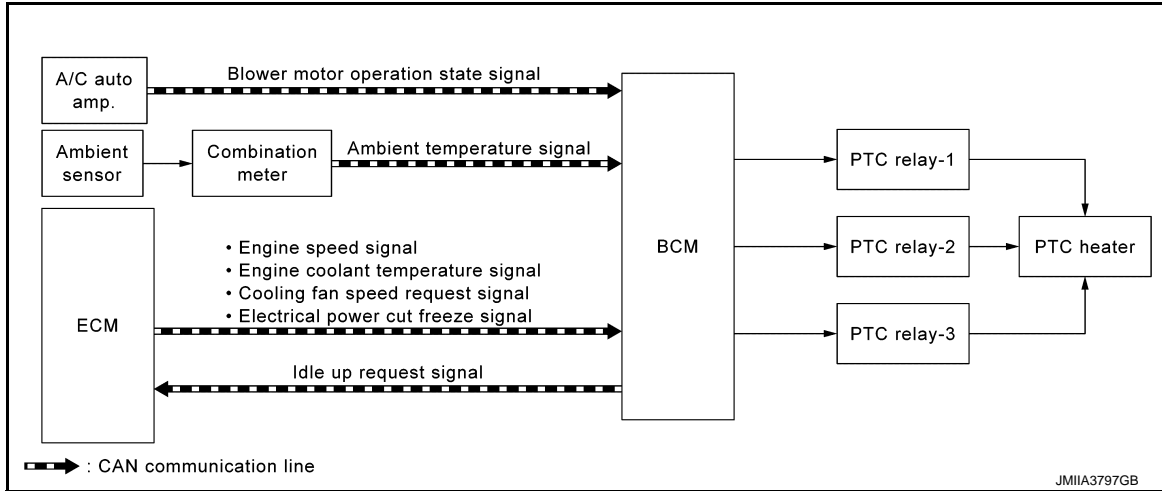 A/C auto
amp.
Blower motor operation state signal
Ambient
sensor
Combination
meter
Ambient temperature signal
ECM
• Engine speed signal
• Engine coolant temperature signal
• Cooling fan speed request signal
• Electrical power cut freeze signal
Idle up request signal
BCM
PTC relay-1
PTC relay-2
PTC relay-3
PTC heater
: CAN communication line
JMIIA3797GB